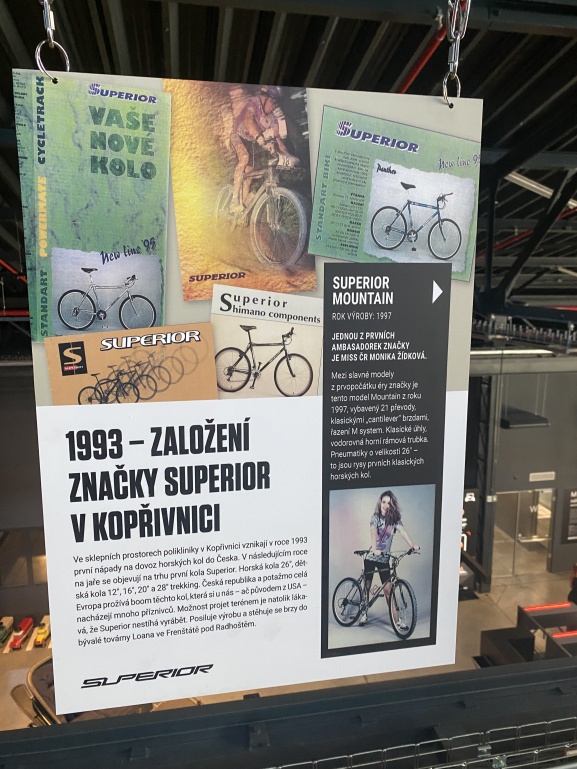 SUPERIOR
VAŠE
NOVÉ
KOLO
CYCLETRACK
POWERMATE
STANDART
New line '95
SUPERIOR
SUPERIOR
New line '95
Panther
STANDART BIKE
SUPERIOR
Superior
Shimano components
SUPERIOR
MOUNTAIN
ROK VÝROBY: 1997
JEDNOU Z PRVNÍCH
AMBASADOREK ZNAČKY
JE MISS ČR MONIKA ŽÍDKOVÁ.
Mezi slavné modely
z prvopočátku éry značky je
tento model Mountain z roku
1997, vybavený 21 převody,
klasickými „cantilever" brzdami,
řazení M system. Klasické úhly,
vodorovná horní rámová trubka.
Pneumatiky o velikosti 26" –
to jsou rysy prvních klasických
horských kol.
1993 – ZALOŽENÍ
ZNAČKY SUPERIOR
V KOPŘIVNICI
Ve sklepních prostorech polikliniky v Kopřivnici vznikají v roce 1993
první nápady na dovoz horských kol do Česka. V následujícím roce
na jaře se objevují na trhu první kola Superior. Horská kola 26", dět-
ská kola 12", 16", 20" a 28" trekking. Česká republika a potažmo celá
Evropa prožívá boom těchto kol, která si u nás – ač původem z USA –
nacházejí mnoho příznivců. Možnost projet terénem je natolik láka-
vá, že Superior nestíhá vyrábět. Posiluje výrobu a stěhuje se brzy do
bývalé továrny Loana ve Frenštátě pod Radhoštěm.
SUPERIOR